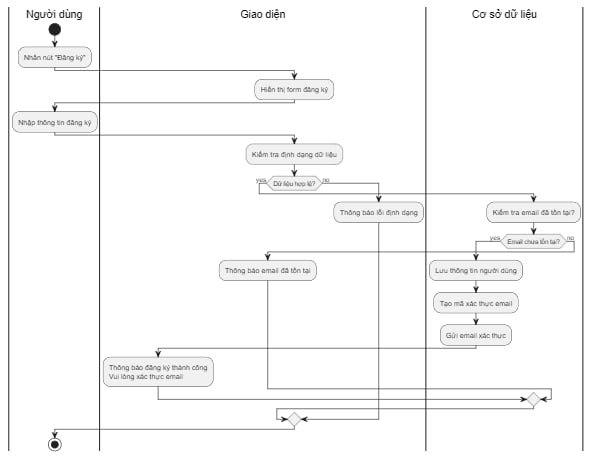 Người dùng
Giao diện
Cơ sở dữ liệu
Nhấn nút "Đăng ký"
Hiển thị form đăng ký
Nhập thông tin đăng ký
Kiểm tra định dạng dữ liệu
yes
Dữ liệu hợp lệ?
no
Thông báo lỗi định dạng
Kiểm tra email đã tồn tại?
yes
Email chưa tồn tại?
no
Thông báo email đã tồn tại
Lưu thông tin người dùng
Tạo mã xác thực email
Gửi email xác thực
Thông báo đăng ký thành công
Vui lòng xác thực email